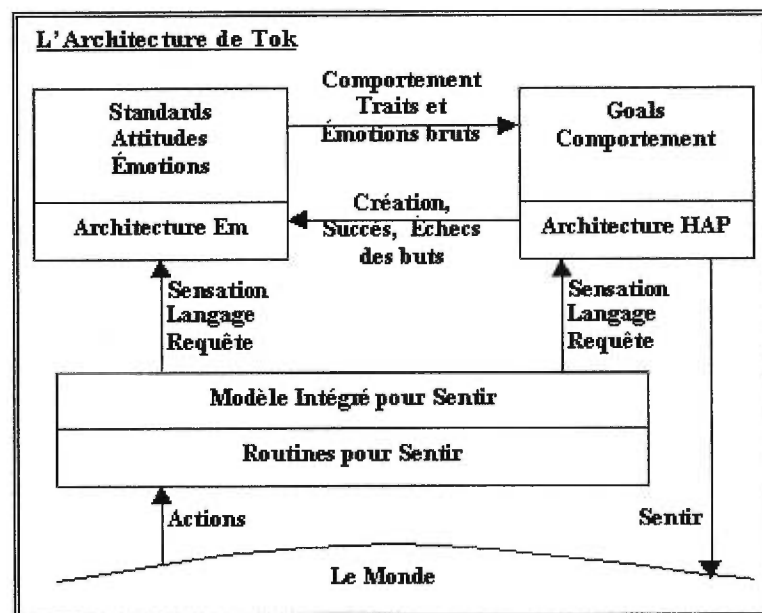 L'Architecture de Tok
Standards
Attitudes
Émotions
Architecture Em
Comportement
Traits et
Émotions bruts
Goals
Comportement
Architecture HAP
Création,
Succés, Échecs
des buts
Sensation
Langage
Requête
Sensation
Langage
Requête
Modèle Intégré pour Sentir
Routines pour Sentir
Actions
Sentir
Le Monde